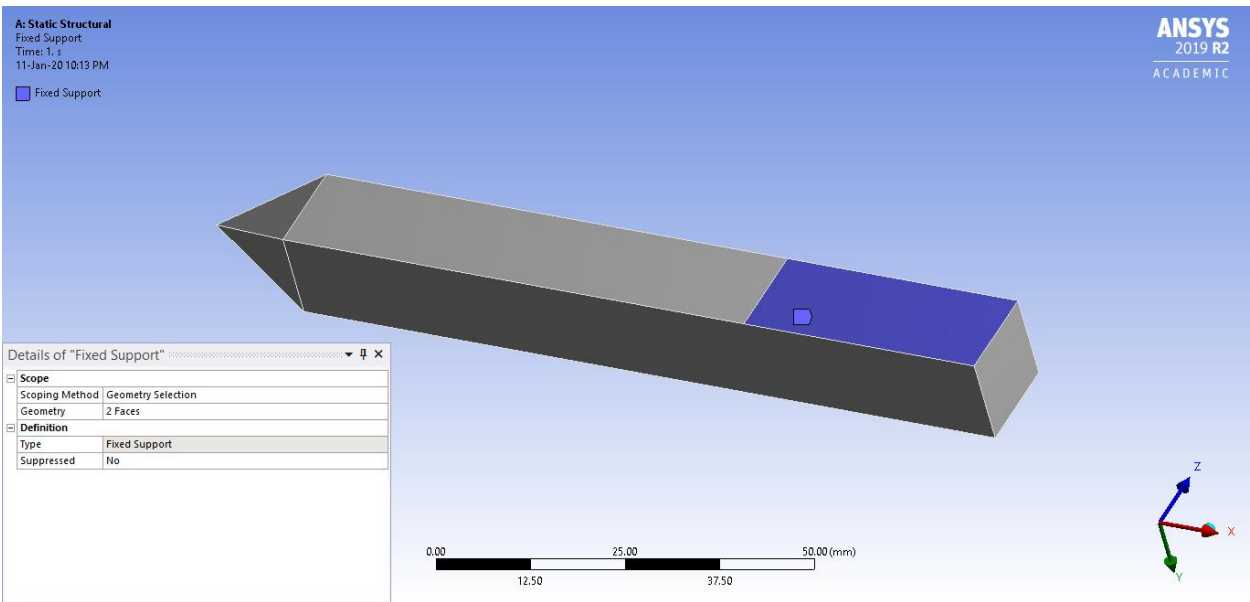 A: Static Structural
Fixed Support
Time: 1. s
11-Jan-20 10:13 PM
Fixed Support
ANSYS
2019 R2
ACADEMIC
Details of "Fixed Support"
Scope
Scoping Method Geometry Selection
Geometry 2 Faces
Definition
Type Fixed Support
Suppressed No
0.00 25.00 50.00 (mm)
12.50 37.50
Z
X
Y